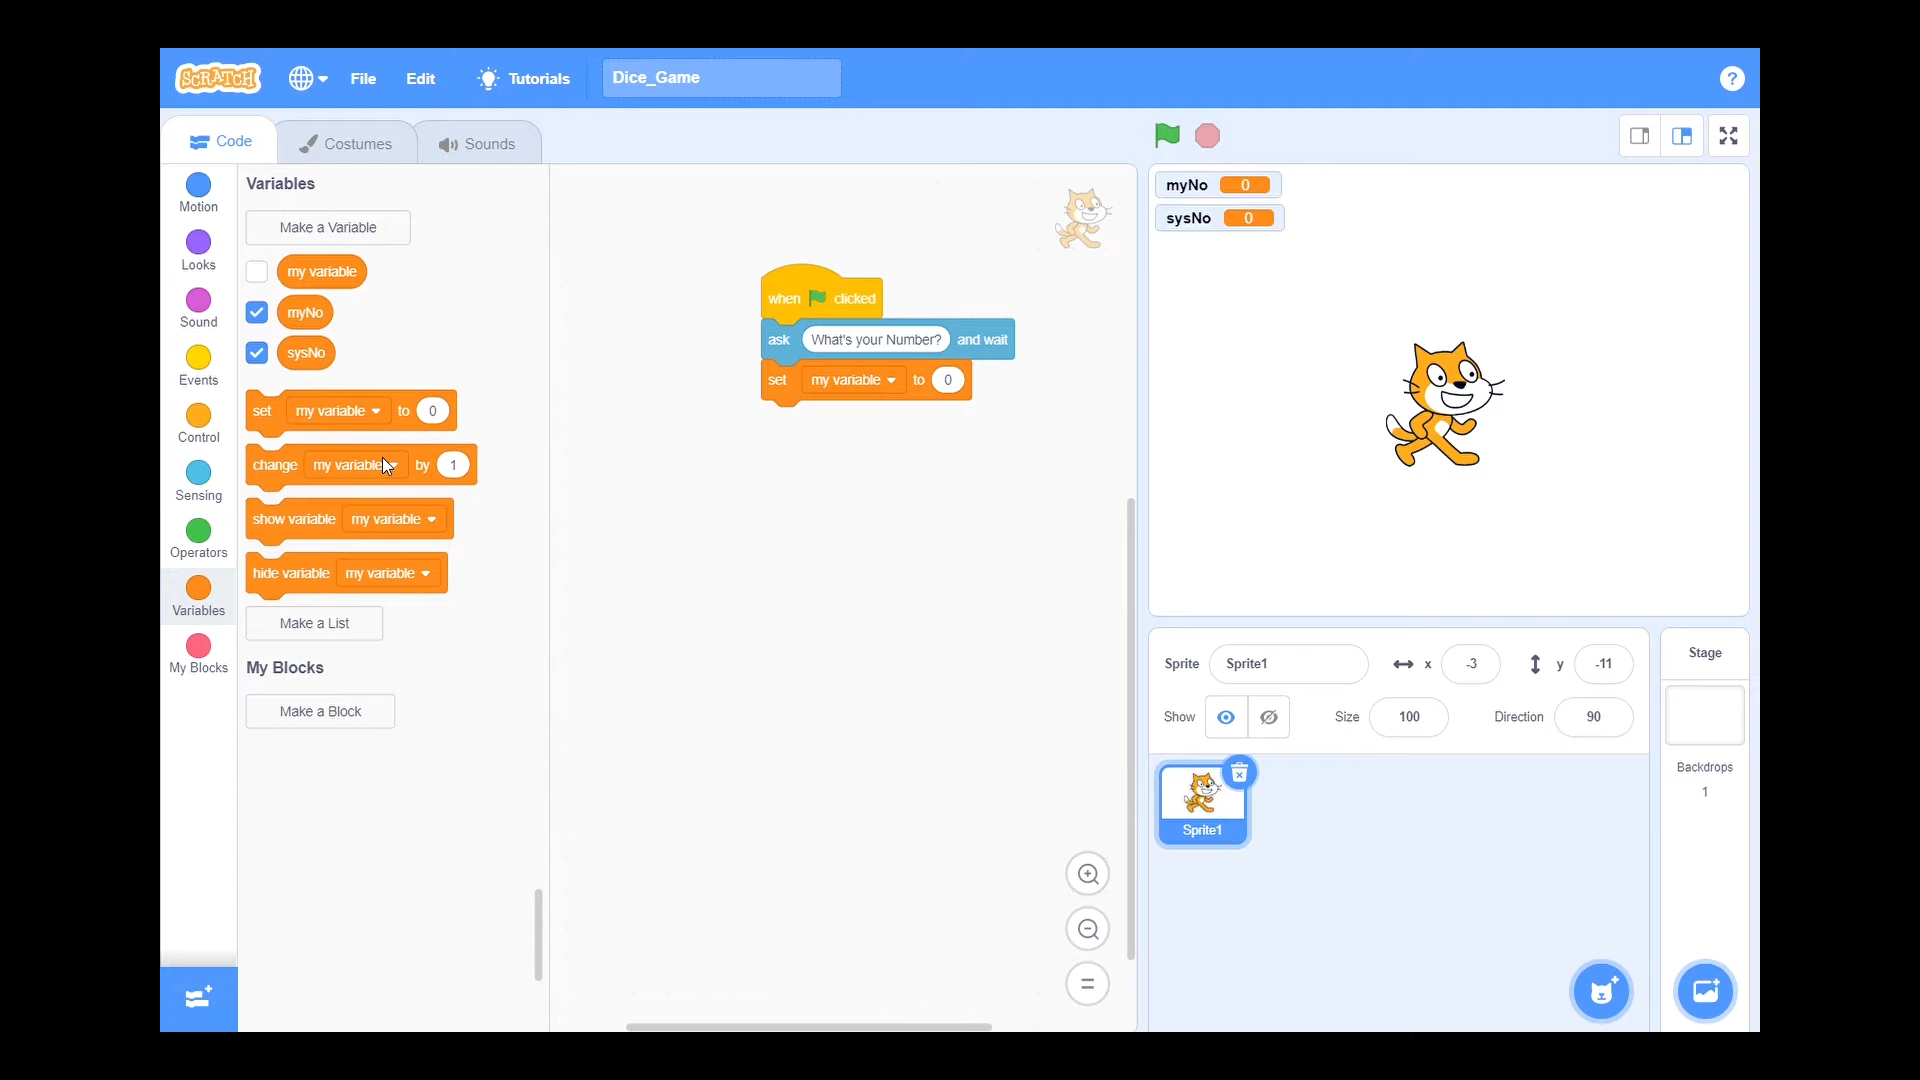 SCRATCH File Edit Tutorials Dice_Game ?
Code Costumes Sounds
Motion
Looks
Sound
Events
Control
Sensing
Operators
Variables
My Blocks
Variables
Make a Variable
my variable
myNo
sysNo
set my variable to 0
change my variable by 1
show variable my variable
hide variable my variable
Make a List
My Blocks
Make a Block
when clicked
ask What's your Number? and wait
set my variable to 0
myNo 0
sysNo 0
Sprite Sprite1 x -3 y -11
Show Size 100 Direction 90
Sprite1
Stage
Backdrops
1